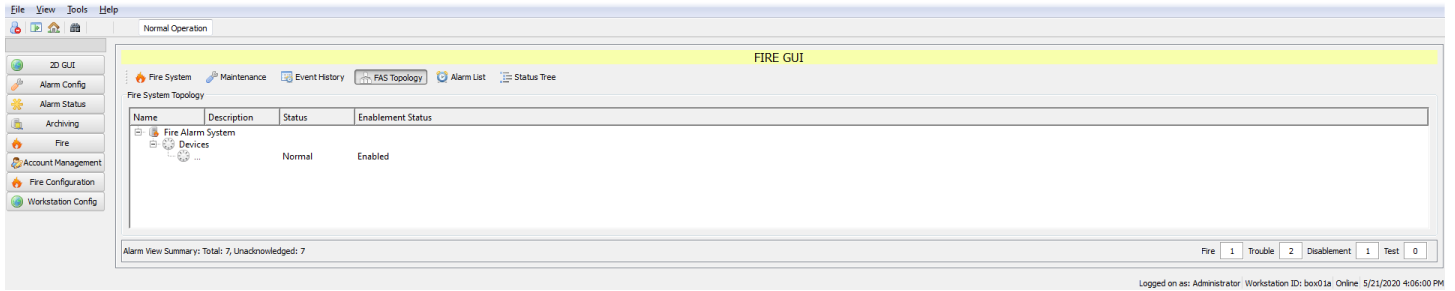 File View Tools Help
Normal Operation
FIRE GUI
2D GUI
Alarm Config
Alarm Status
Archiving
Fire
Account Management
Fire Configuration
Workstation Config
Fire System Maintenance Event History FAS Topology Alarm List Status Tree
Fire System Topology
Name Description Status Enablement Status
Fire Alarm System
Devices
... Normal Enabled
Alarm View Summary: Total: 7, Unacknowledged: 7
Fire 1 Trouble 2 Disablement 1 Test 0
Logged on as: Administrator Workstation ID: box01a Online 5/21/2020 4:06:00 PM